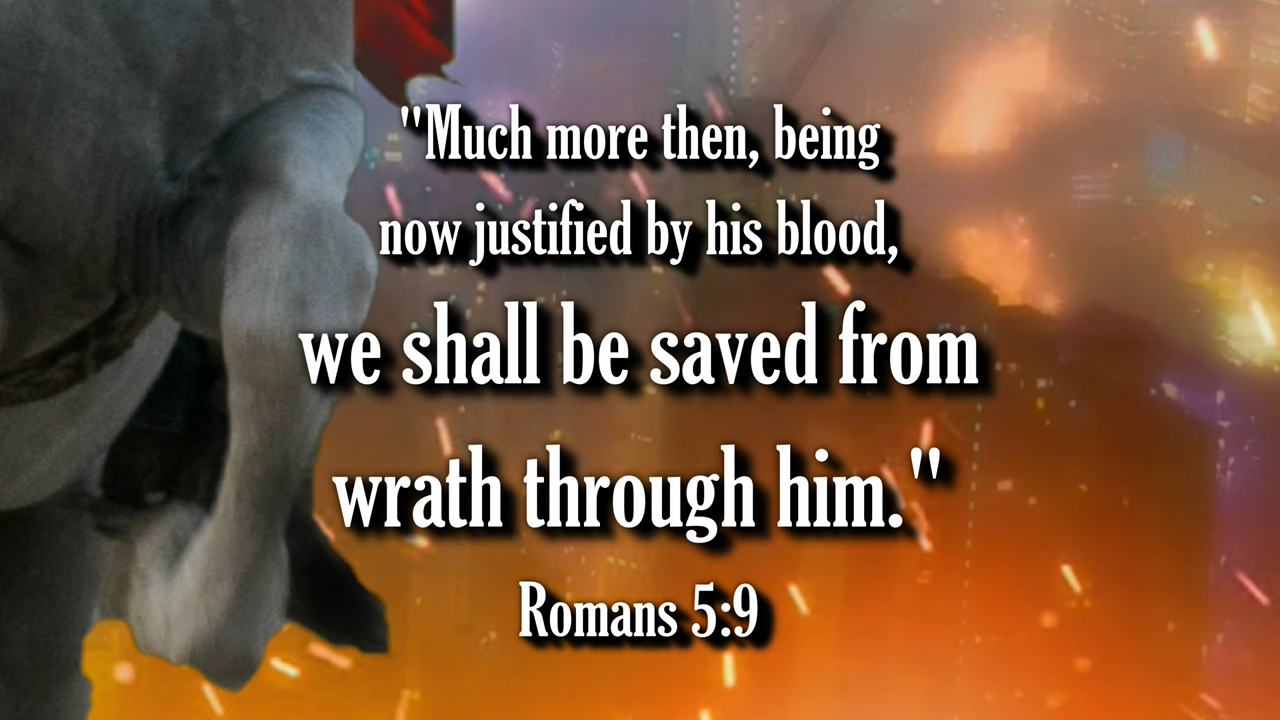 "Much more then, being
now justified by his blood,
we shall be saved from
wrath through him."
Romans 5:9